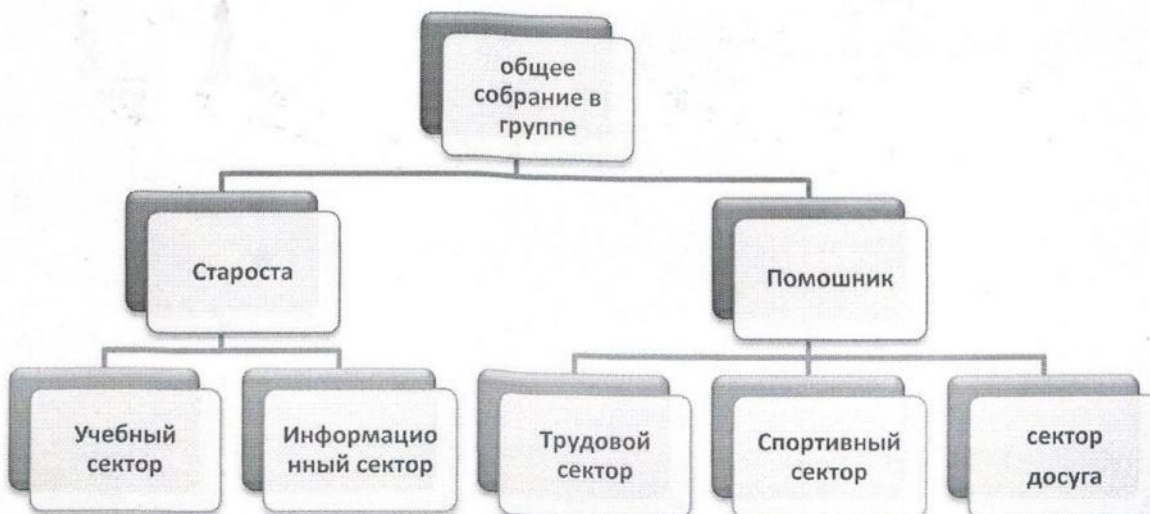 общее
собрание в
группе
Староста
Помошник
Учебный
сектор
Информацио
нный сектор
Трудовой
сектор
Спортивный
сектор
сектор
досуга